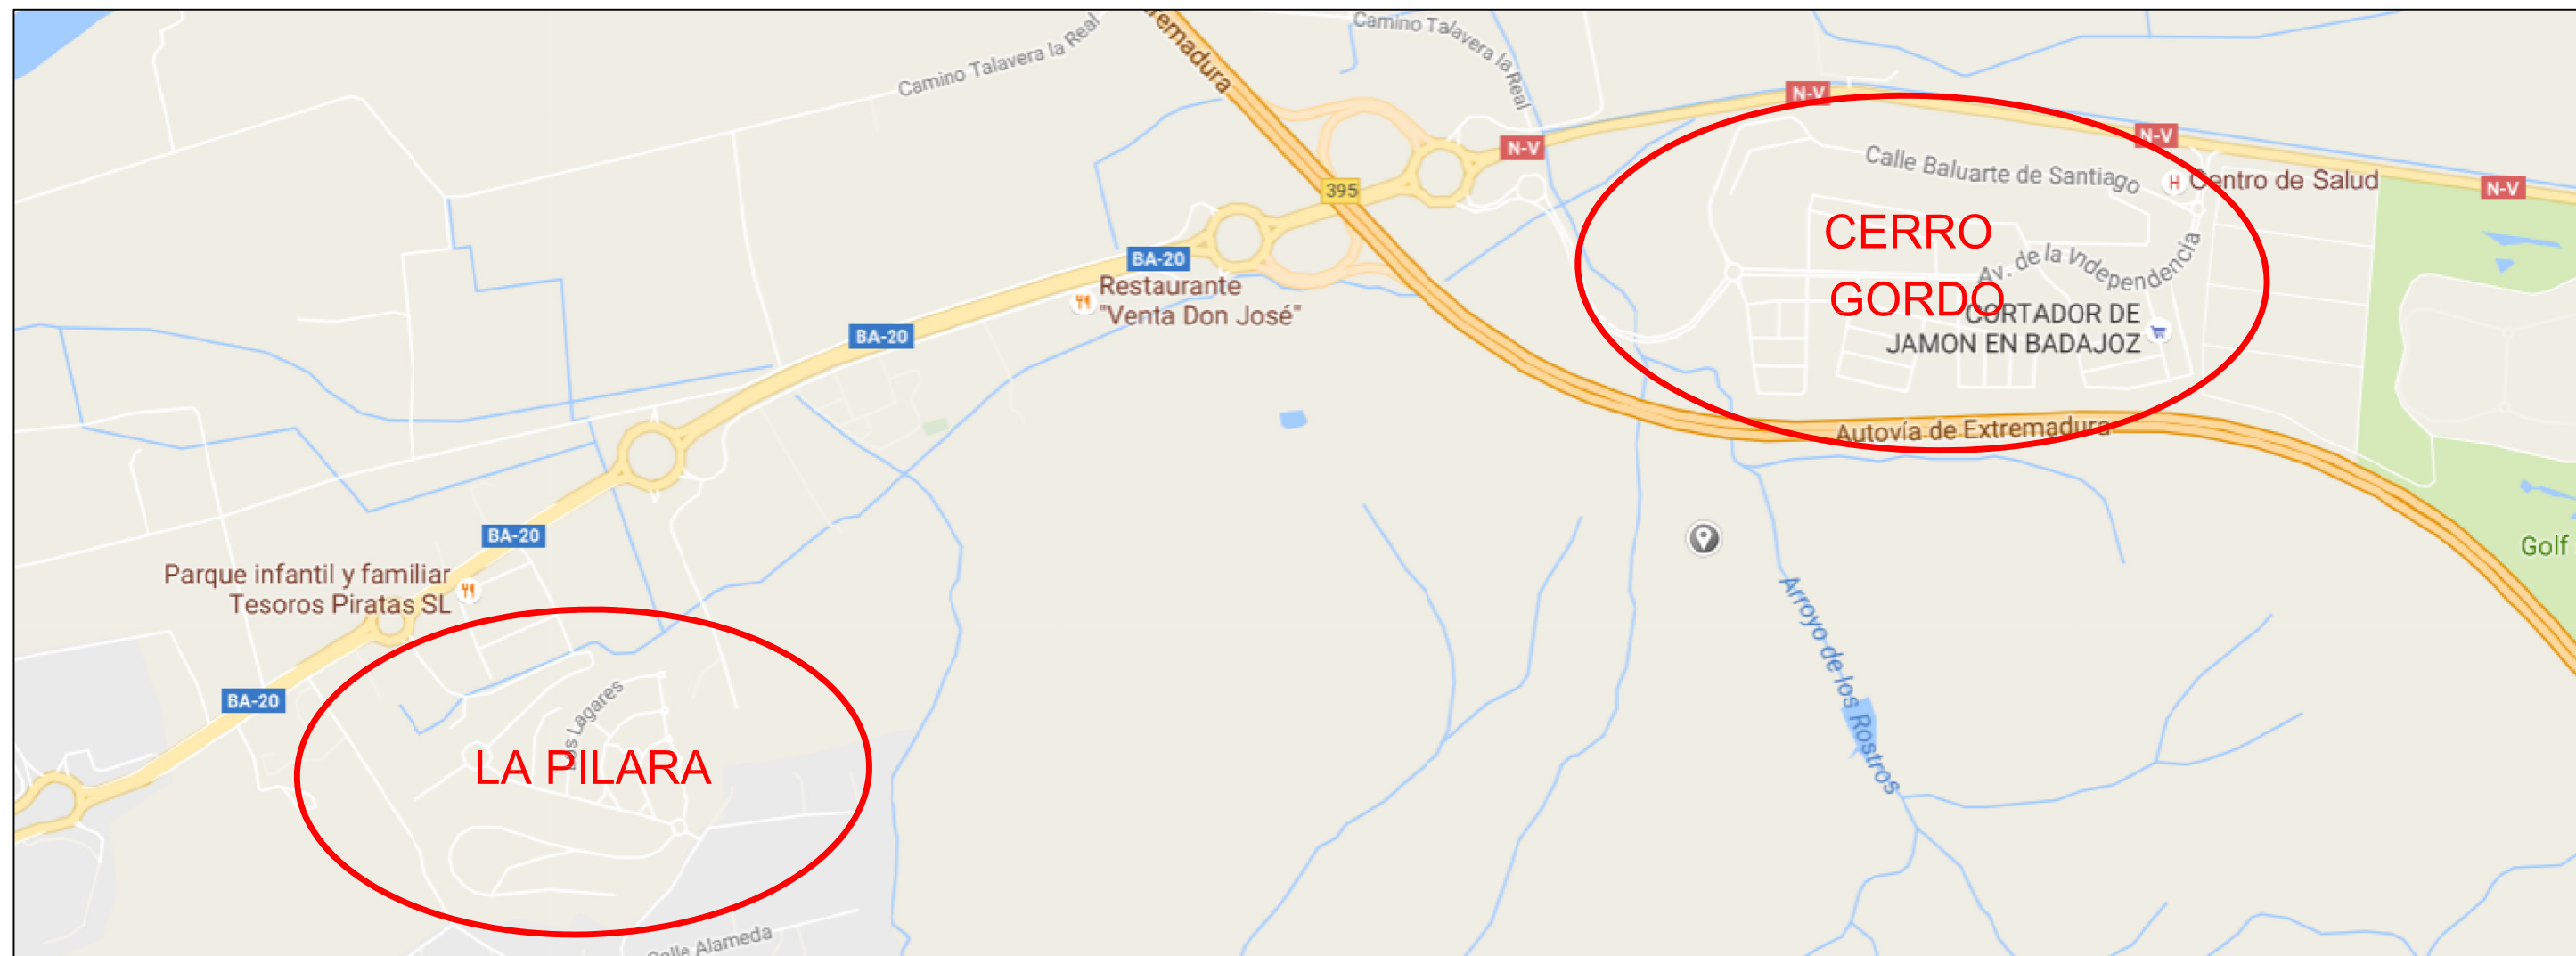 Extremadura
Camino Talavera la Real
Camino Talavera la Real
N-V
N-V
N-V
N-V
395
Calle Baluarte de Santiago
Centro de Salud
CERRO
GORDO
Av. de la Independencia
CORTADOR DE
JAMON EN BADAJOZ
BA-20
Restaurante
"Venta Don José"
BA-20
Autovía de Extremadura
BA-20
Golf
Parque infantil y familiar
Tesoros Piratas SL
Arroyo de los Rostros
BA-20
Los Lagares
LA PILARA
Calle Alameda